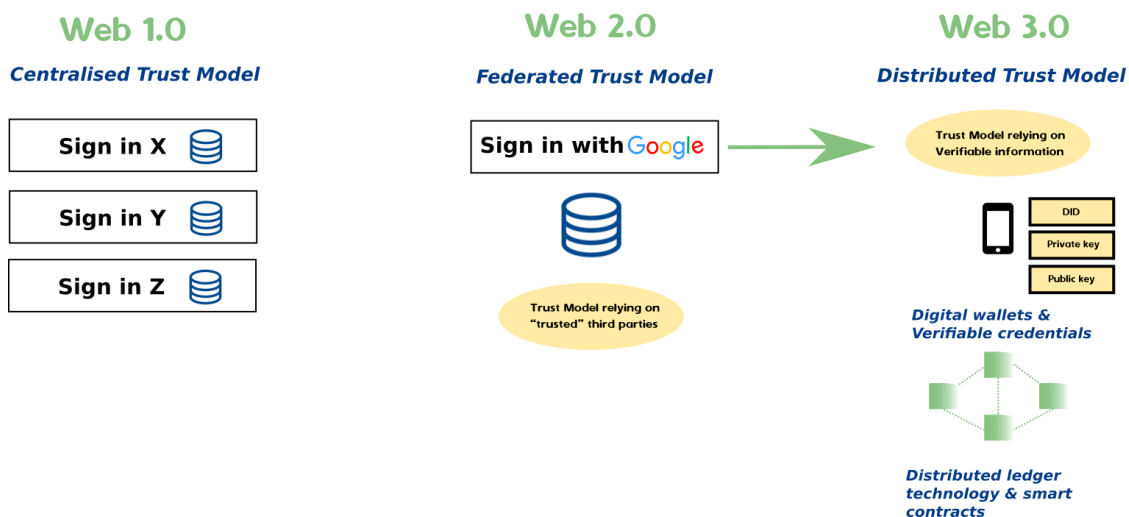 Web 1.0
Centralised Trust Model
Sign in X
Sign in Y
Sign in Z
Web 2.0
Federated Trust Model
Sign in with Google
Trust Model relying on
“trusted” third parties
Web 3.0
Distributed Trust Model
Trust Model relying on
Verifiable information
DID
Private key
Public key
Digital wallets &
Verifiable credentials
Distributed ledger
technology & smart
contracts